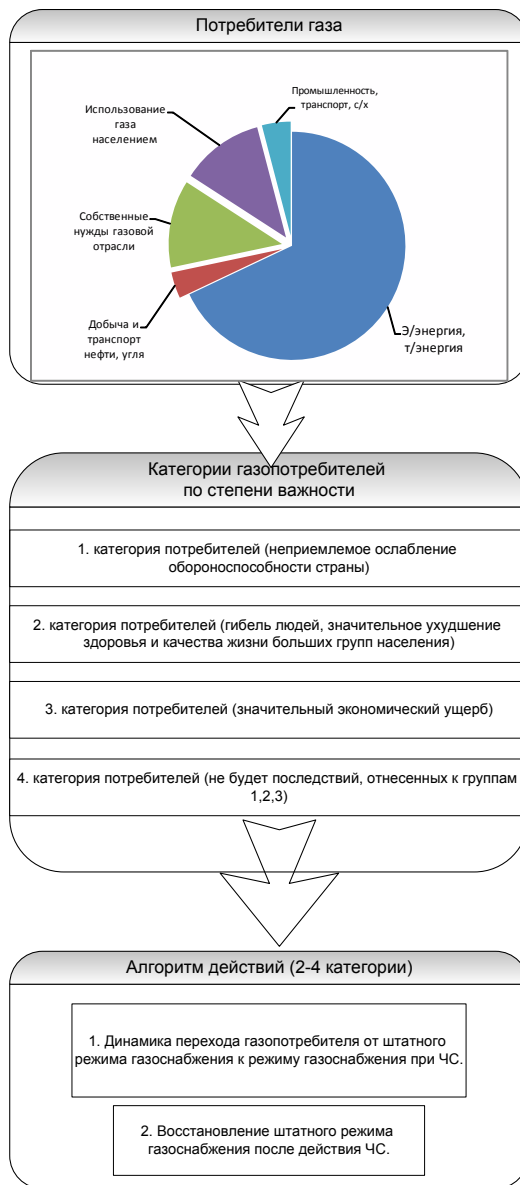 Потребители газа
Промышленность,
транспорт, с/х
Использование
газа
населением
Собственные
нужды газовой
отрасли
Добыча и
транспорт
нефти, угля
Э/энергия,
т/энергия
Категории газопотребителей
по степени важности
1. категория потребителей (неприемлемое ослабление
обороноспособности страны)
2. категория потребителей (гибель людей, значительное ухудшение
здоровья и качества жизни больших групп населения)
3. категория потребителей (значительный экономический ущерб)
4. категория потребителей (не будет последствий, отнесенных к группам
1,2,3)
Алгоритм действий (2-4 категории)
1. Динамика перехода газопотребителя от штатного
режима газоснабжения к режиму газоснабжения при ЧС.
2. Восстановление штатного режима
газоснабжения после действия ЧС.